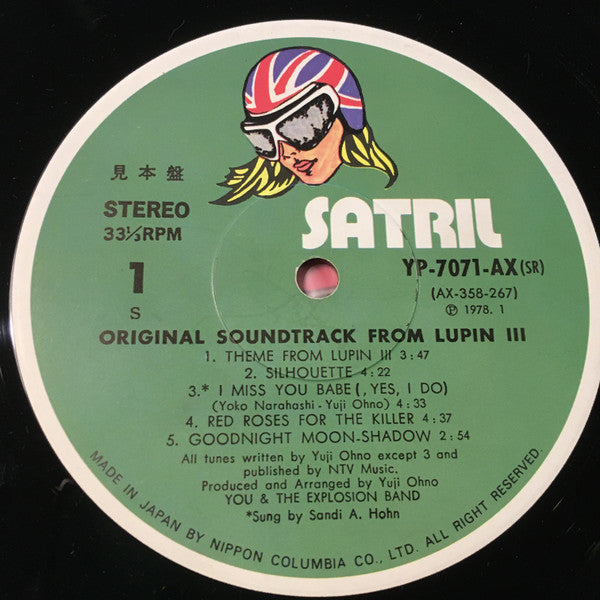 見本盤
SATRIL
STEREO
33⅓RPM
YP-7071-AX(SR)
1
S
(AX-358-267)
Ⓟ 1978. 1
ORIGINAL SOUNDTRACK FROM LUPIN III
1. THEME FROM LUPIN III 3:47
2. SILHOUETTE 4:22
3.* I MISS YOU BABE (, YES, I DO)
(Yoko Narahashi - Yuji Ohno) 4:33
4. RED ROSES FOR THE KILLER 4:37
5. GOODNIGHT MOON-SHADOW 2:54
All tunes written by Yuji Ohno except 3 and
published by NTV Music.
Produced and Arranged by Yuji Ohno
YOU & THE EXPLOSION BAND
*Sung by Sandi A. Hohn
MADE IN JAPAN BY NIPPON COLUMBIA CO., LTD. ALL RIGHT RESERVED.